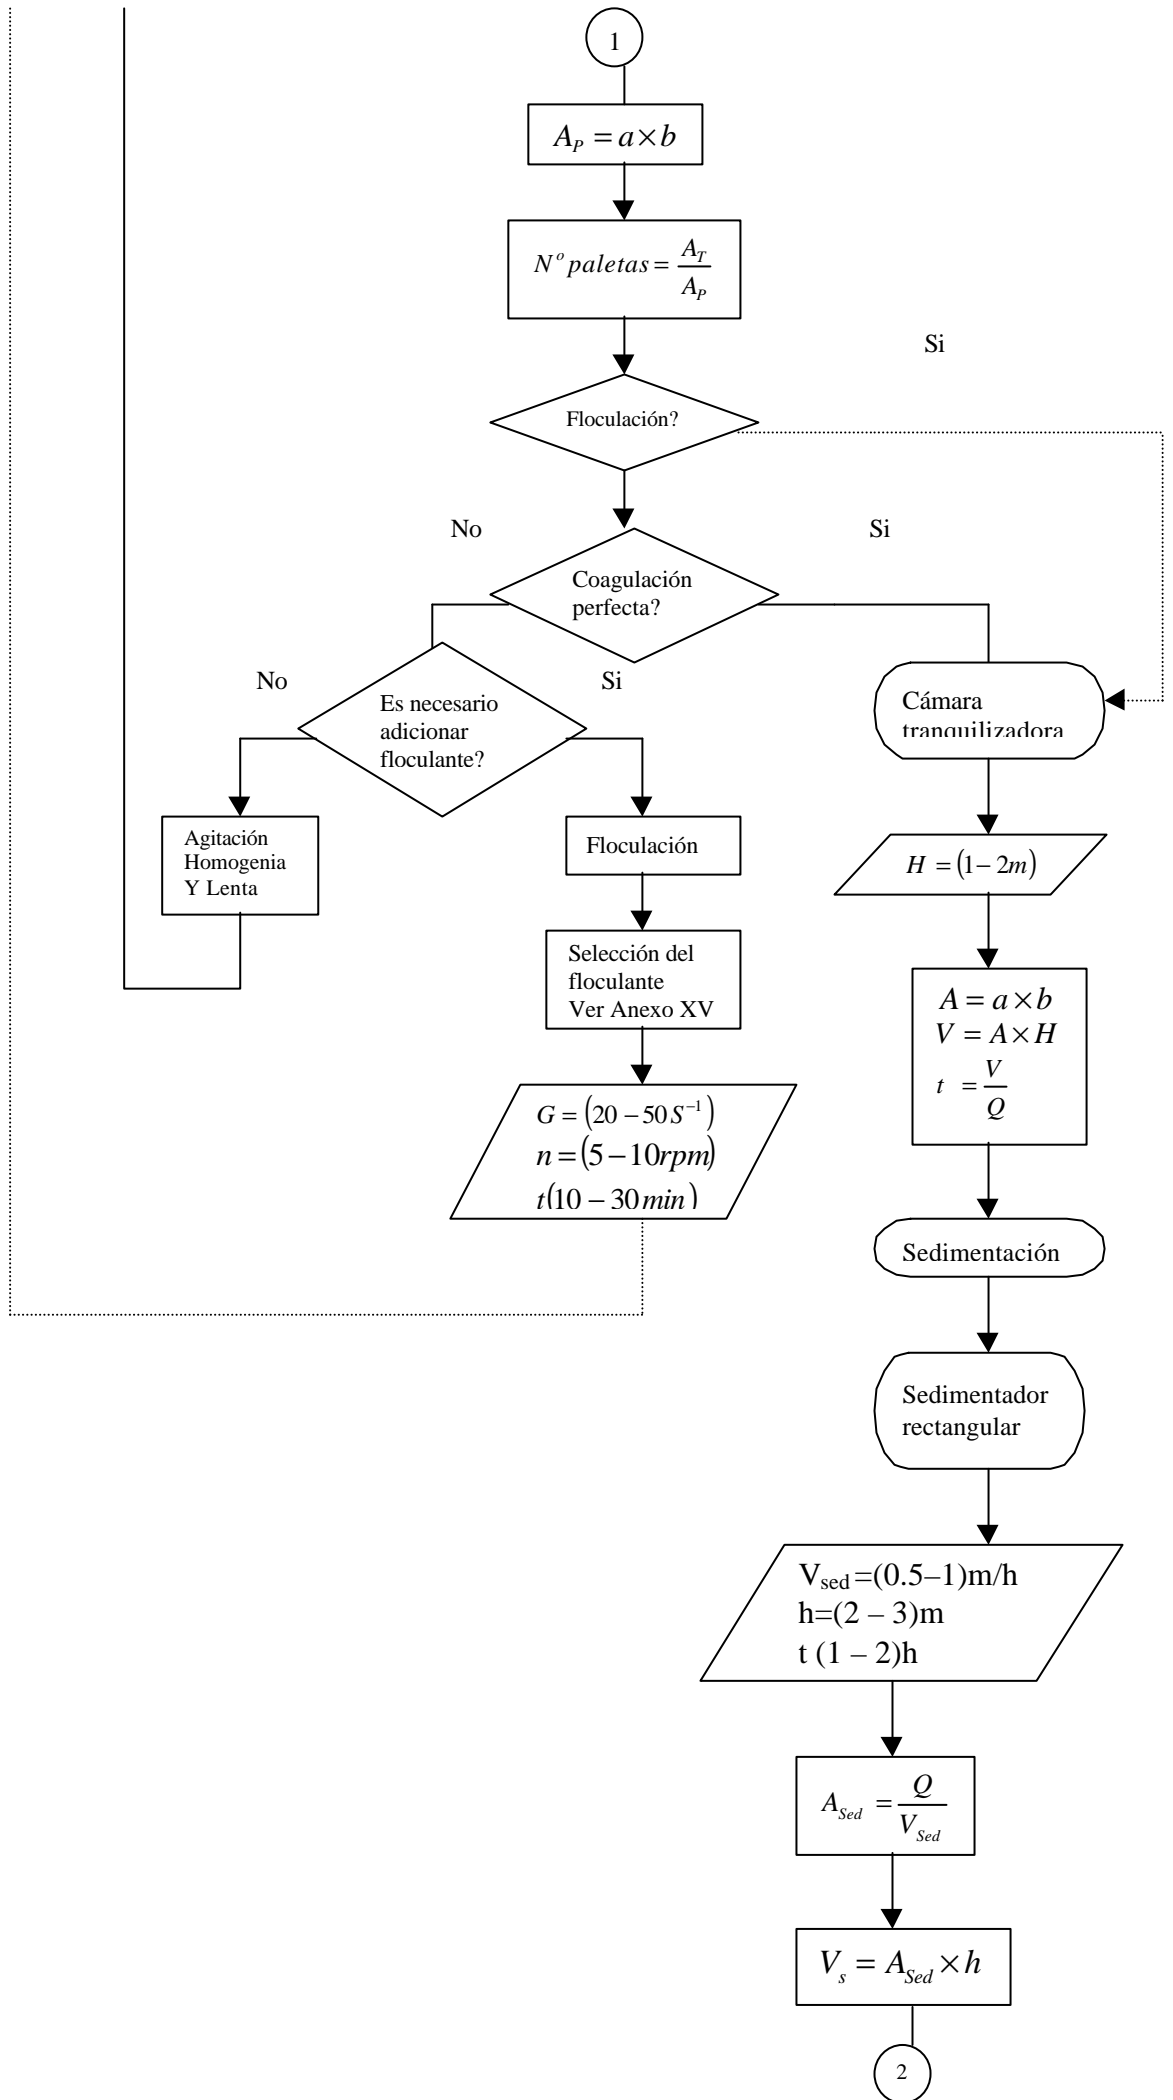 1
A_P = a × b
N° paletas = A_T / A_P
Si
Floculación?
No
Si
Coagulación
perfecta?
No
Si
Es necesario
adicionar
floculante?
Cámara
tranquilizadora
Agitación
Homogenia
Y Lenta
Floculación
H = (1 – 2m)
Selección del
floculante
Ver Anexo XV
A = a × b
V = A × H
t = V / Q
G = (20 – 50 S⁻¹)
n = (5 – 10rpm)
t(10 – 30 min)
Sedimentación
Sedimentador
rectangular
V_sed =(0.5–1)m/h
h=(2 – 3)m
t (1 – 2)h
A_Sed = Q / V_Sed
V_s = A_Sed × h
2